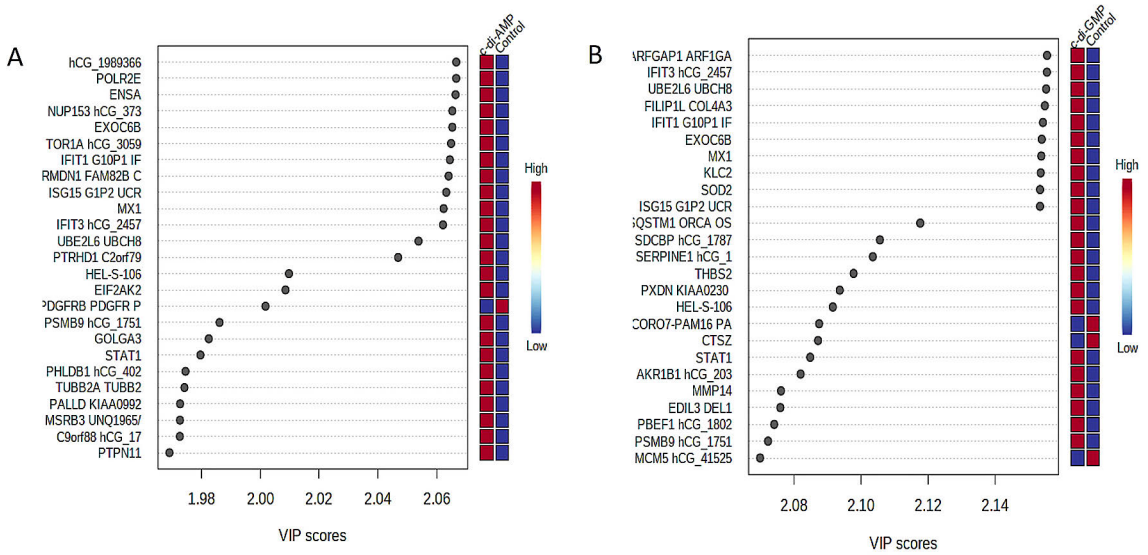 A
c-di-AMP
Control
hCG_1989366
POLR2E
ENSA
NUP153 hCG_373
EXOC6B
TOR1A hCG_3059
IFIT1 G10P1 IF
RMDN1 FAM82B C
ISG15 G1P2 UCR
MX1
IFIT3 hCG_2457
UBE2L6 UBCH8
PTRHD1 C2orf79
HEL-S-106
EIF2AK2
PDGFRB PDGFR P
PSMB9 hCG_1751
GOLGA3
STAT1
PHLDB1 hCG_402
TUBB2A TUBB2
PALLD KIAA0992
MSRB3 UNQ1965/
C9orf88 hCG_17
PTPN11
1.98 2.00 2.02 2.04 2.06
VIP scores
High
Low
B
c-di-GMP
Control
ARFGAP1 ARF1GA
IFIT3 hCG_2457
UBE2L6 UBCH8
FILIP1L COL4A3
IFIT1 G10P1 IF
EXOC6B
MX1
KLC2
SOD2
ISG15 G1P2 UCR
SQSTM1 ORCA OS
SDCBP hCG_1787
SERPINE1 hCG_1
THBS2
PXDN KIAA0230
HEL-S-106
CORO7-PAM16 PA
CTSZ
STAT1
AKR1B1 hCG_203
MMP14
EDIL3 DEL1
PBEF1 hCG_1802
PSMB9 hCG_1751
MCM5 hCG_41525
2.08 2.10 2.12 2.14
VIP scores
High
Low